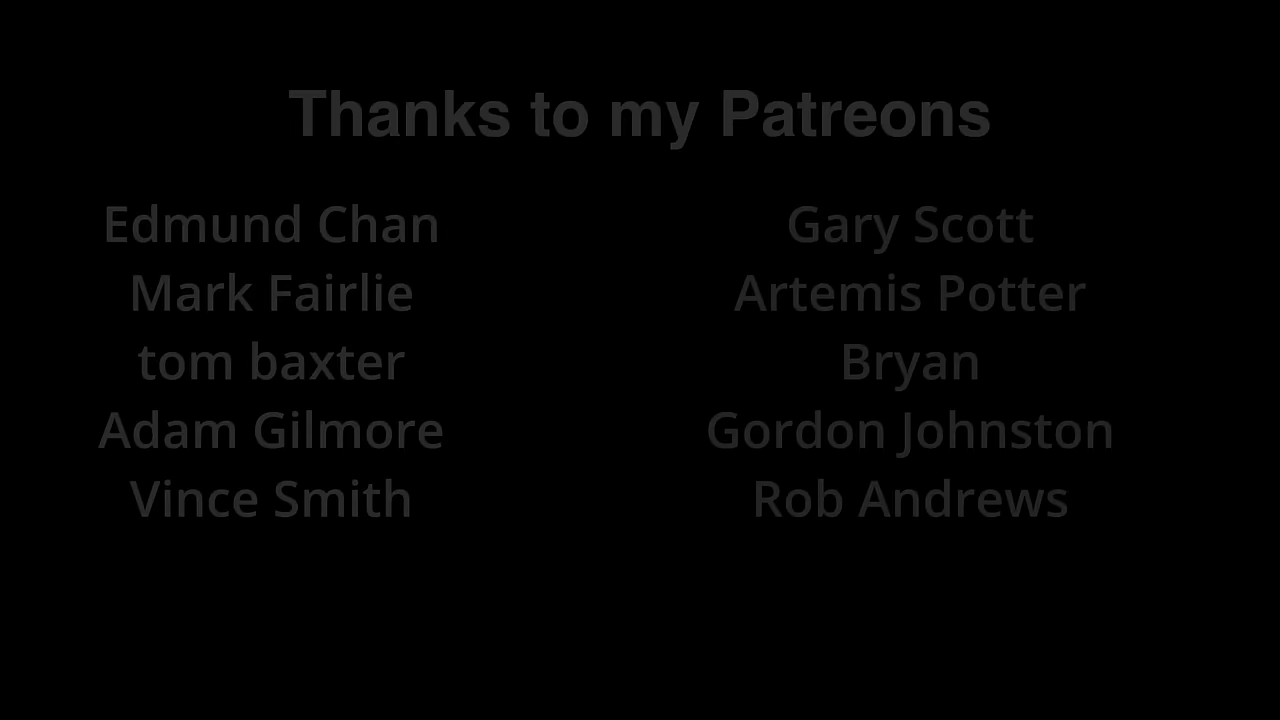 Thanks to my Patreons
Edmund Chan
Mark Fairlie
tom baxter
Adam Gilmore
Vince Smith
Gary Scott
Artemis Potter
Bryan
Gordon Johnston
Rob Andrews